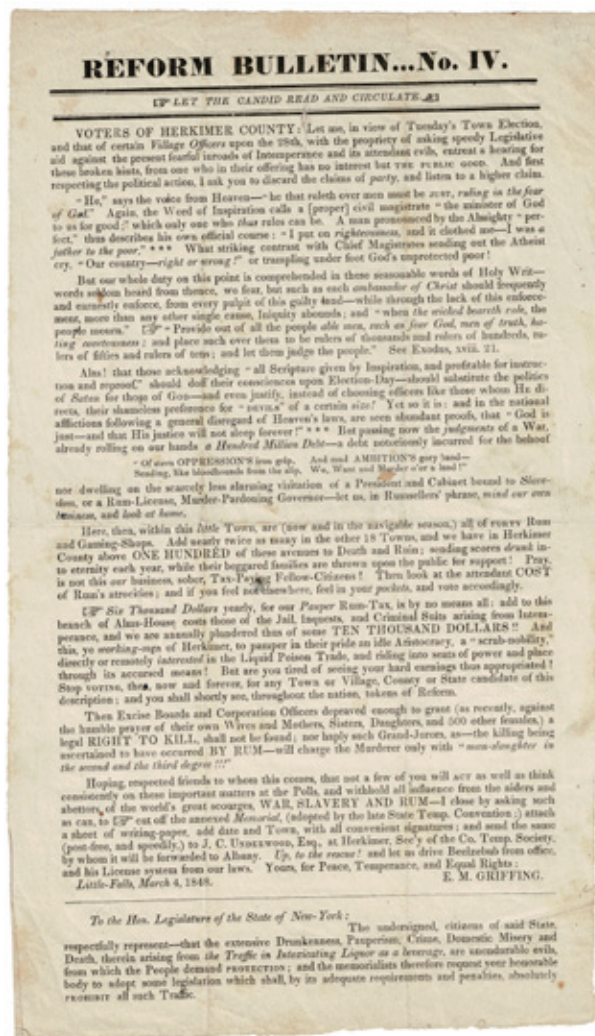 REFORM BULLETIN...No. IV.
☞ LET THE CANDID READ AND CIRCULATE.
VOTERS OF HERKIMER COUNTY: Let me, in view of Tuesday's Town Election,
and that of certain Village Officers upon the 28th, with the propriety of asking speedy Legislative
aid against the present fearful inroads of Intemperance and its attendant evils, entreat a hearing for
these broken hints, from one who in their offering has no interest but THE PUBLIC GOOD. And first
respecting the political action, I ask you to discard the claims of party, and listen to a higher claim.
"He," says the voice from Heaven—"he that ruleth over men must be JUST, ruling in the fear
of God." Again, the Word of Inspiration calls a [proper] civil magistrate "the minister of God
to us for good;" which only one who thus rules can be. A man pronounced by the Almighty "per-
fect," thus describes his own official course: "I put on righteousness, and it clothed me—I was a
father to the poor." * * * What striking contrast with Chief Magistrates sending out the Atheist
cry, "Our country—right or wrong!" or trampling under foot God's unprotected poor!
But our whole duty on this point is comprehended in these seasonable words of Holy Writ—
words seldom heard from thence, we fear, but such as each ambassador of Christ should frequently
and earnestly enforce, from every pulpit of this guilty land—while through the lack of this enforce-
ment, more than any other single cause, Iniquity abounds; and "when the wicked beareth rule, the
people mourn." ☞ "Provide out of all the people able men, such as fear God, men of truth, ha-
ting covetousness; and place such over them to be rulers of thousands and rulers of hundreds, ru-
lers of fifties and rulers of tens; and let them judge the people." See Exodus, xviii. 21.
Alas! that those acknowledging "all Scripture given by Inspiration, and profitable for instruc-
tion and reproof," should doff their consciences upon Election-Day—should substitute the politics
of Satan for those of GOD—and even justify, instead of choosing officers like those whom HE di-
rects, their shameless preference for "DEVILS" of a certain size! Yet so it is: and in the national
afflictions following a general disregard of Heaven's laws, are seen abundant proofs, that "God is
just—and that His justice will not sleep forever!" * * * But passing now the judgments of a War,
already rolling on our hands a Hundred Million Debt—a debt notoriously incurred for the behoof
"Of stern OPPRESSION'S iron grip, And mad AMBITION'S gory hand—
Sending, like bloodhounds from the slip, Wo, Want and Murder o'er a land!"
nor dwelling on the scarcely less alarming visitation of a President and Cabinet bound to Slave-
dom, or a Rum-License, Murder-Pardoning Governor—let us, in Rumsellers' phrase, mind our own
business, and look at home.
Here, then, within this little Town, are (now and in the navigable season,) all of FORTY Rum
and Gaming-Shops. Add nearly twice as many in the other 18 Towns, and we have in Herkimer
County above ONE HUNDRED of these avenues to Death and Ruin; sending scores drunk in-
to eternity each year, while their beggared families are thrown upon the public for support! Pray,
is not this our business, sober, Tax-Paying Fellow-Citizens? Then look at the attendant COST
of Rum's atrocities; and if you feel not elsewhere, feel in your pockets, and vote accordingly.
☞ Six Thousand Dollars yearly, for our Pauper Rum-Tax, is by no means all: add to this
branch of Alms-House costs those of the Jail, Inquests, and Criminal Suits arising from Intem-
perance, and we are annually plundered thus of some TEN THOUSAND DOLLARS!! And
this, ye working-men of Herkimer, to pamper in their pride an idle Aristocracy, a "scrub-nobility,"
directly or remotely interested in the Liquid Poison Trade, and riding into seats of power and place
through its accursed means! But are you tired of seeing your hard earnings thus appropriated?
Stop VOTING, then, now and forever, for any Town or Village, County or State candidate of this
description; and you shall shortly see, throughout the nation, tokens of Reform.
Then Excise Boards and Corporation Officers depraved enough to grant (as recently, against
the humble prayer of their own Wives and Mothers, Sisters, Daughters, and 500 other females,) a
legal RIGHT TO KILL, shall not be found; nor haply such Grand-Jurors, as—the killing being
ascertained to have occurred BY RUM—will charge the Murderer only with "man-slaughter in
the second and the third degree!!!"
Hoping, respected friends to whom this comes, that not a few of you will ACT as well as think
consistently on these important matters at the Polls, and withhold all influence from the aiders and
abettors, of the world's great scourges, WAR, SLAVERY AND RUM—I close by asking such
as can, to ☞ cut off the annexed Memorial, (adopted by the late State Temp. Convention;) attach
a sheet of writing-paper, add date and Town, with all convenient signatures; and send the same
(post-free, and speedily,) to J. C. UNDERWOOD, Esq., at Herkimer, Sec'y of the Co. Temp. Society,
by whom it will be forwarded to Albany. Up, to the rescue! and let us drive Beelzebub from office,
and his License system from our laws. Yours, for Peace, Temperance, and Equal Rights:
Little-Falls, March 4, 1848. E. M. GRIFFING.
To the Hon. Legislature of the State of New-York:
The undersigned, citizens of said State,
respectfully represent—that the extensive Drunkenness, Pauperism, Crime, Domestic Misery and
Death, therein arising from the Traffic in Intoxicating Liquor as a beverage, are unendurable evils,
from which the People demand PROTECTION; and the memorialists therefore request your honorable
body to adopt some legislation which shall, by its adequate requirements and penalties, absolutely
PROHIBIT all such Traffic.